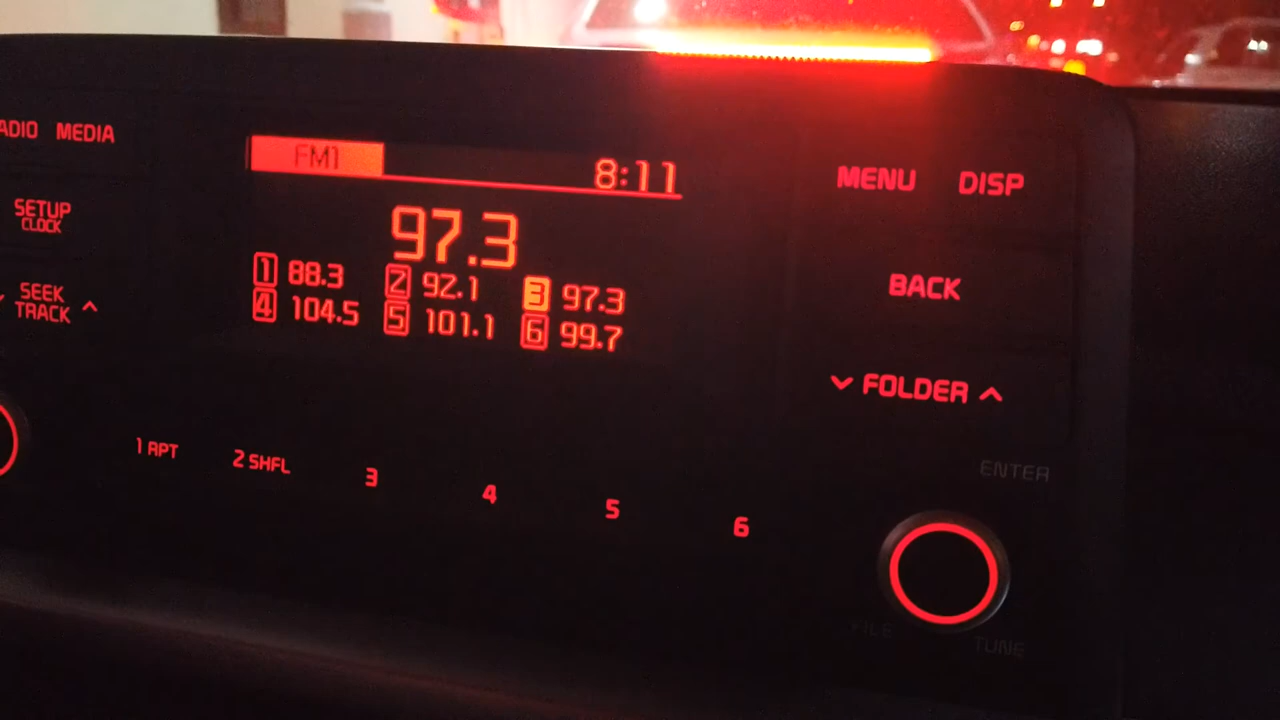 ADIO MEDIA
FM1 8:11
MENU DISP
SETUP
CLOCK
97.3
1 88.3 2 92.1 3 97.3
4 104.5 5 101.1 6 99.7
BACK
SEEK
TRACK
FOLDER
1 RPT 2 SHFL 3 4 5 6
ENTER
FILE TUNE